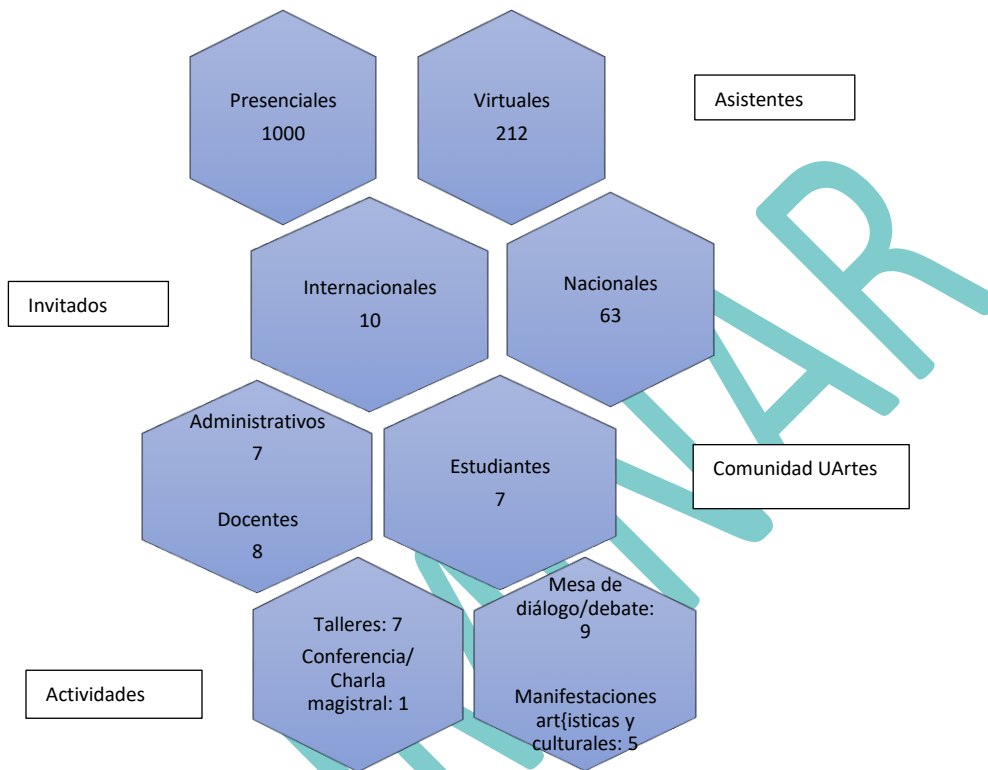 Presenciales
1000
Virtuales
212
Asistentes
Invitados
Internacionales
10
Nacionales
63
Administrativos
7
Docentes
8
Estudiantes
7
Comunidad UArtes
Actividades
Talleres: 7
Conferencia/
Charla
magistral: 1
Mesa de
diálogo/debate:
9
Manifestaciones
art{isticas y
culturales: 5